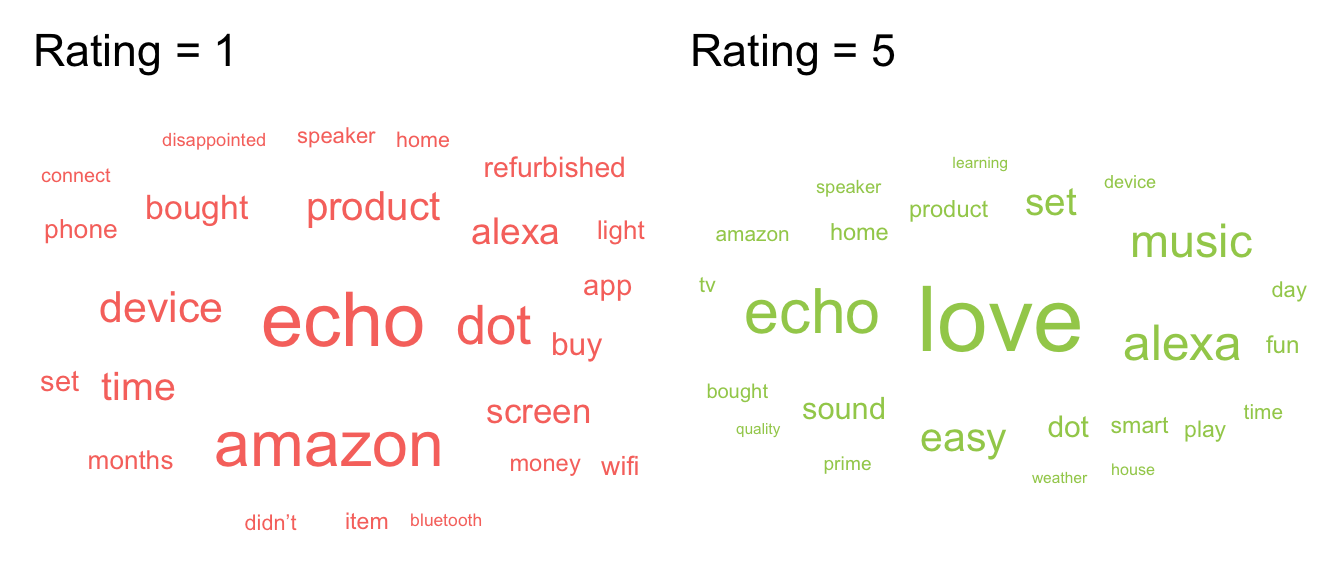 Rating = 1
disappointed speaker home
refurbished
connect
bought product
phone alexa light
app
device echo dot
buy
set time
screen
amazon
months money wifi
didn’t item bluetooth
Rating = 5
learning
speaker device
product set
amazon home music
tv day
echo love
alexa fun
bought
sound time
quality easy dot smart play
prime
weather house